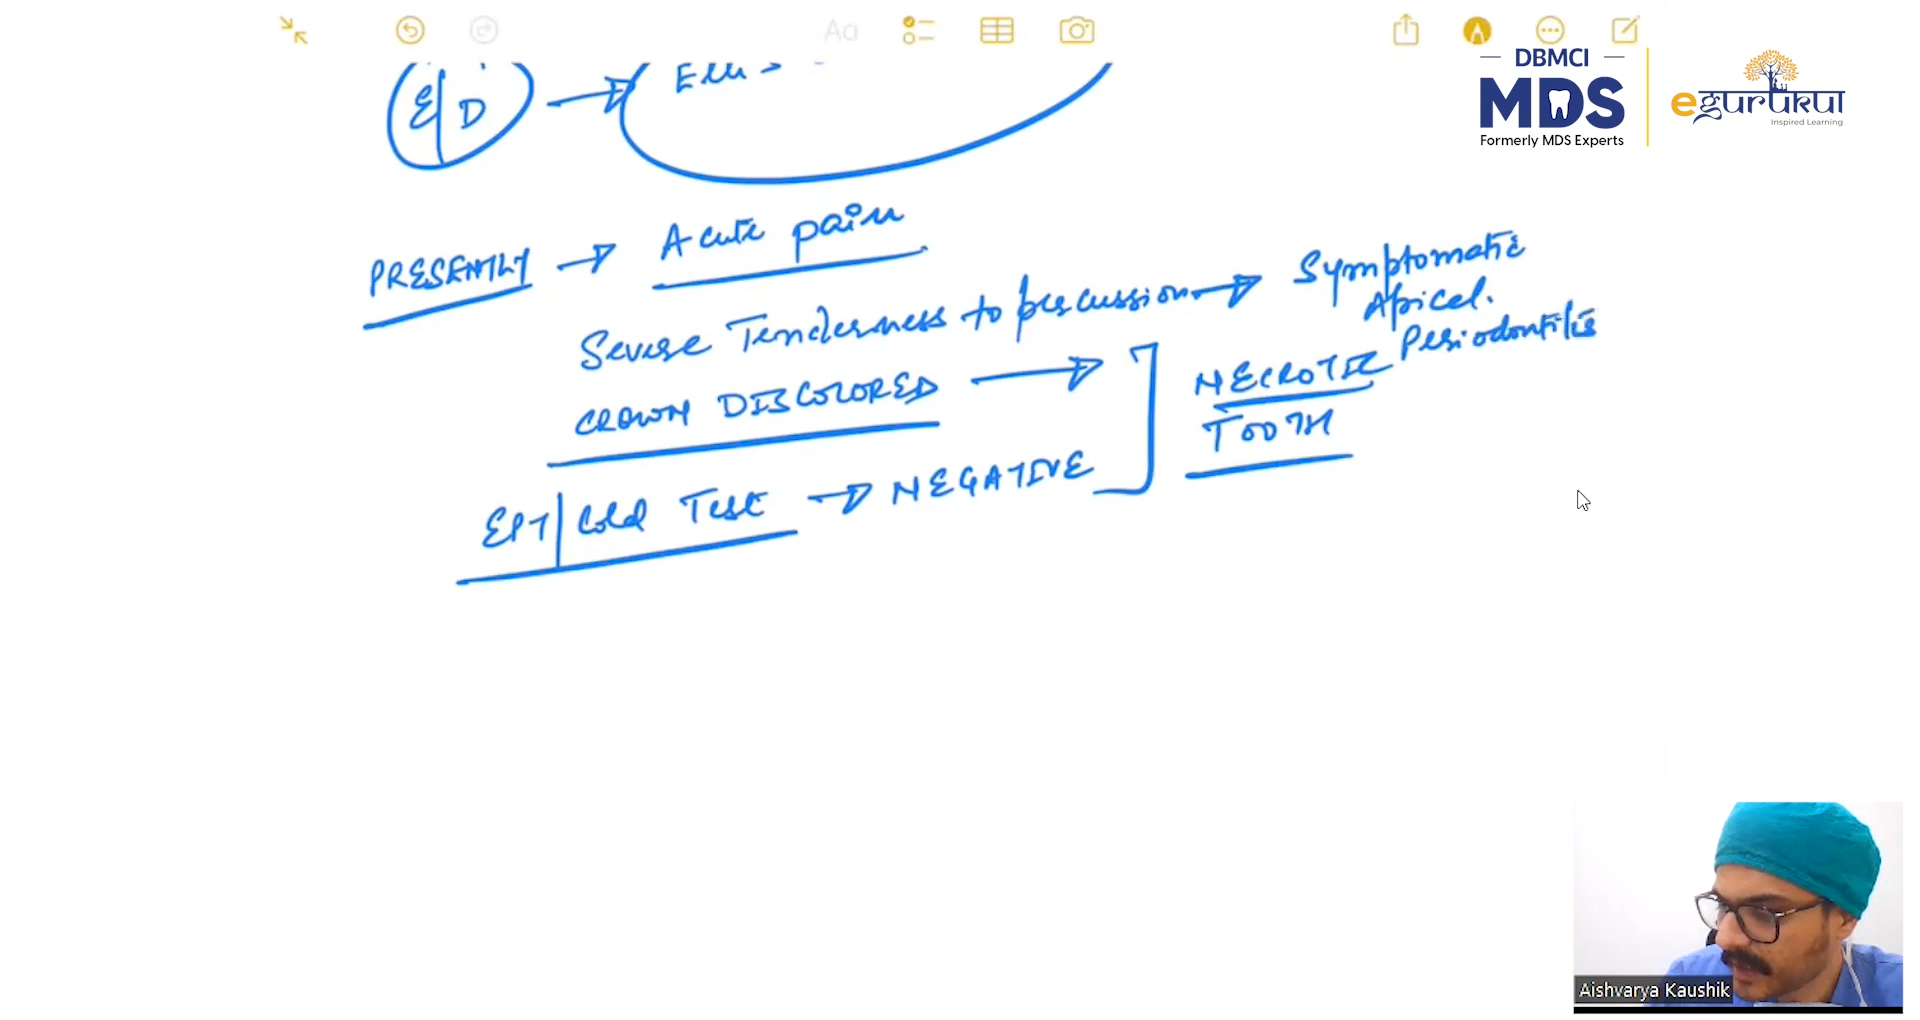 Aa
DBMCI
MDS
Formerly MDS Experts
egurukul
Inspired Learning
E/D
PRESENTLY → Acute pain
Severe Tenderness to percussion → Symptomatic
Apical.
Periodontitis
CROWN DISCOLORED → NECROTIC
TOOTH
EPT/Cold Test → NEGATIVE
Aishvarya Kaushik